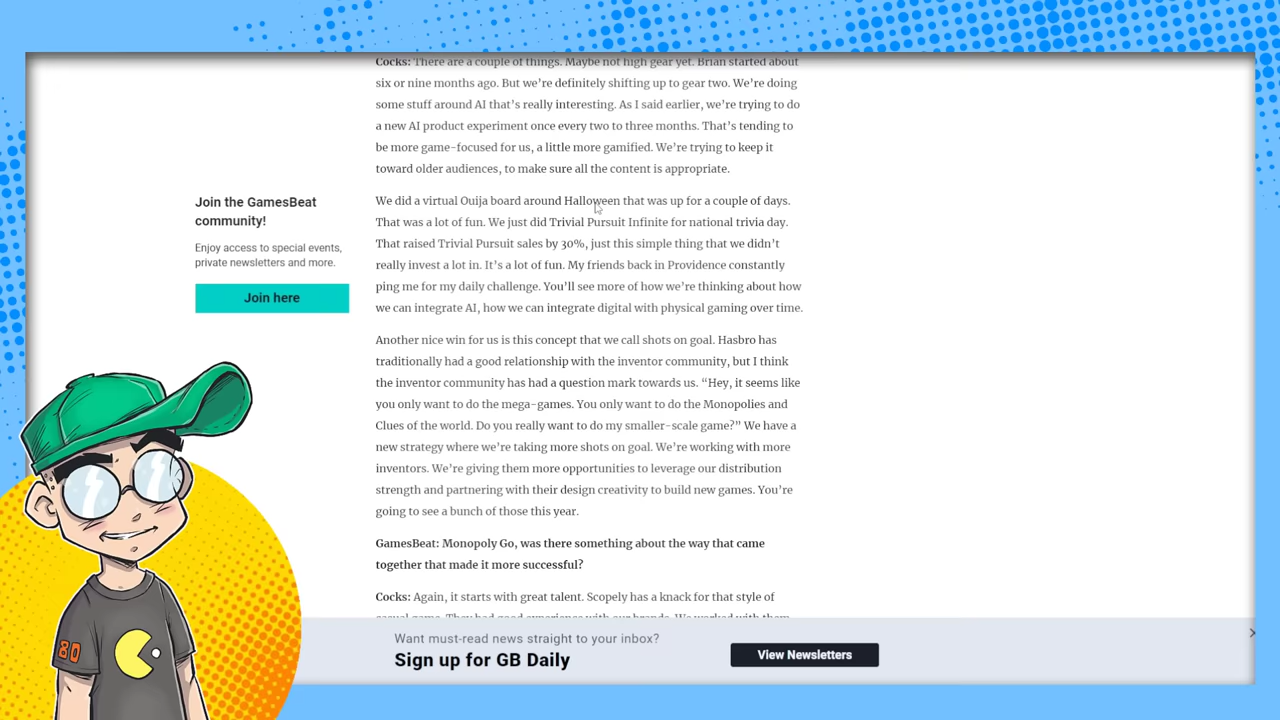 Cocks: There are a couple of things. Maybe not high gear yet. Brian started about
six or nine months ago. But we're definitely shifting up to gear two. We're doing
some stuff around AI that's really interesting. As I said earlier, we're trying to do
a new AI product experiment once every two to three months. That's tending to
be more game-focused for us, a little more gamified. We're trying to keep it
toward older audiences, to make sure all the content is appropriate.
Join the GamesBeat
community!
Enjoy access to special events,
private newsletters and more.
Join here
We did a virtual Ouija board around Halloween that was up for a couple of days.
That was a lot of fun. We just did Trivial Pursuit Infinite for national trivia day.
That raised Trivial Pursuit sales by 30%, just this simple thing that we didn't
really invest a lot in. It's a lot of fun. My friends back in Providence constantly
ping me for my daily challenge. You'll see more of how we're thinking about how
we can integrate AI, how we can integrate digital with physical gaming over time.
Another nice win for us is this concept that we call shots on goal. Hasbro has
traditionally had a good relationship with the inventor community, but I think
the inventor community has had a question mark towards us. “Hey, it seems like
you only want to do the mega-games. You only want to do the Monopolies and
Clues of the world. Do you really want to do my smaller-scale game?” We have a
new strategy where we're taking more shots on goal. We're working with more
inventors. We're giving them more opportunities to leverage our distribution
strength and partnering with their design creativity to build new games. You're
going to see a bunch of those this year.
GamesBeat: Monopoly Go, was there something about the way that came
together that made it more successful?
Cocks: Again, it starts with great talent. Scopely has a knack for that style of
casual game. They had good experience with our brands. We worked with them
Want must-read news straight to your inbox?
Sign up for GB Daily
View Newsletters
80